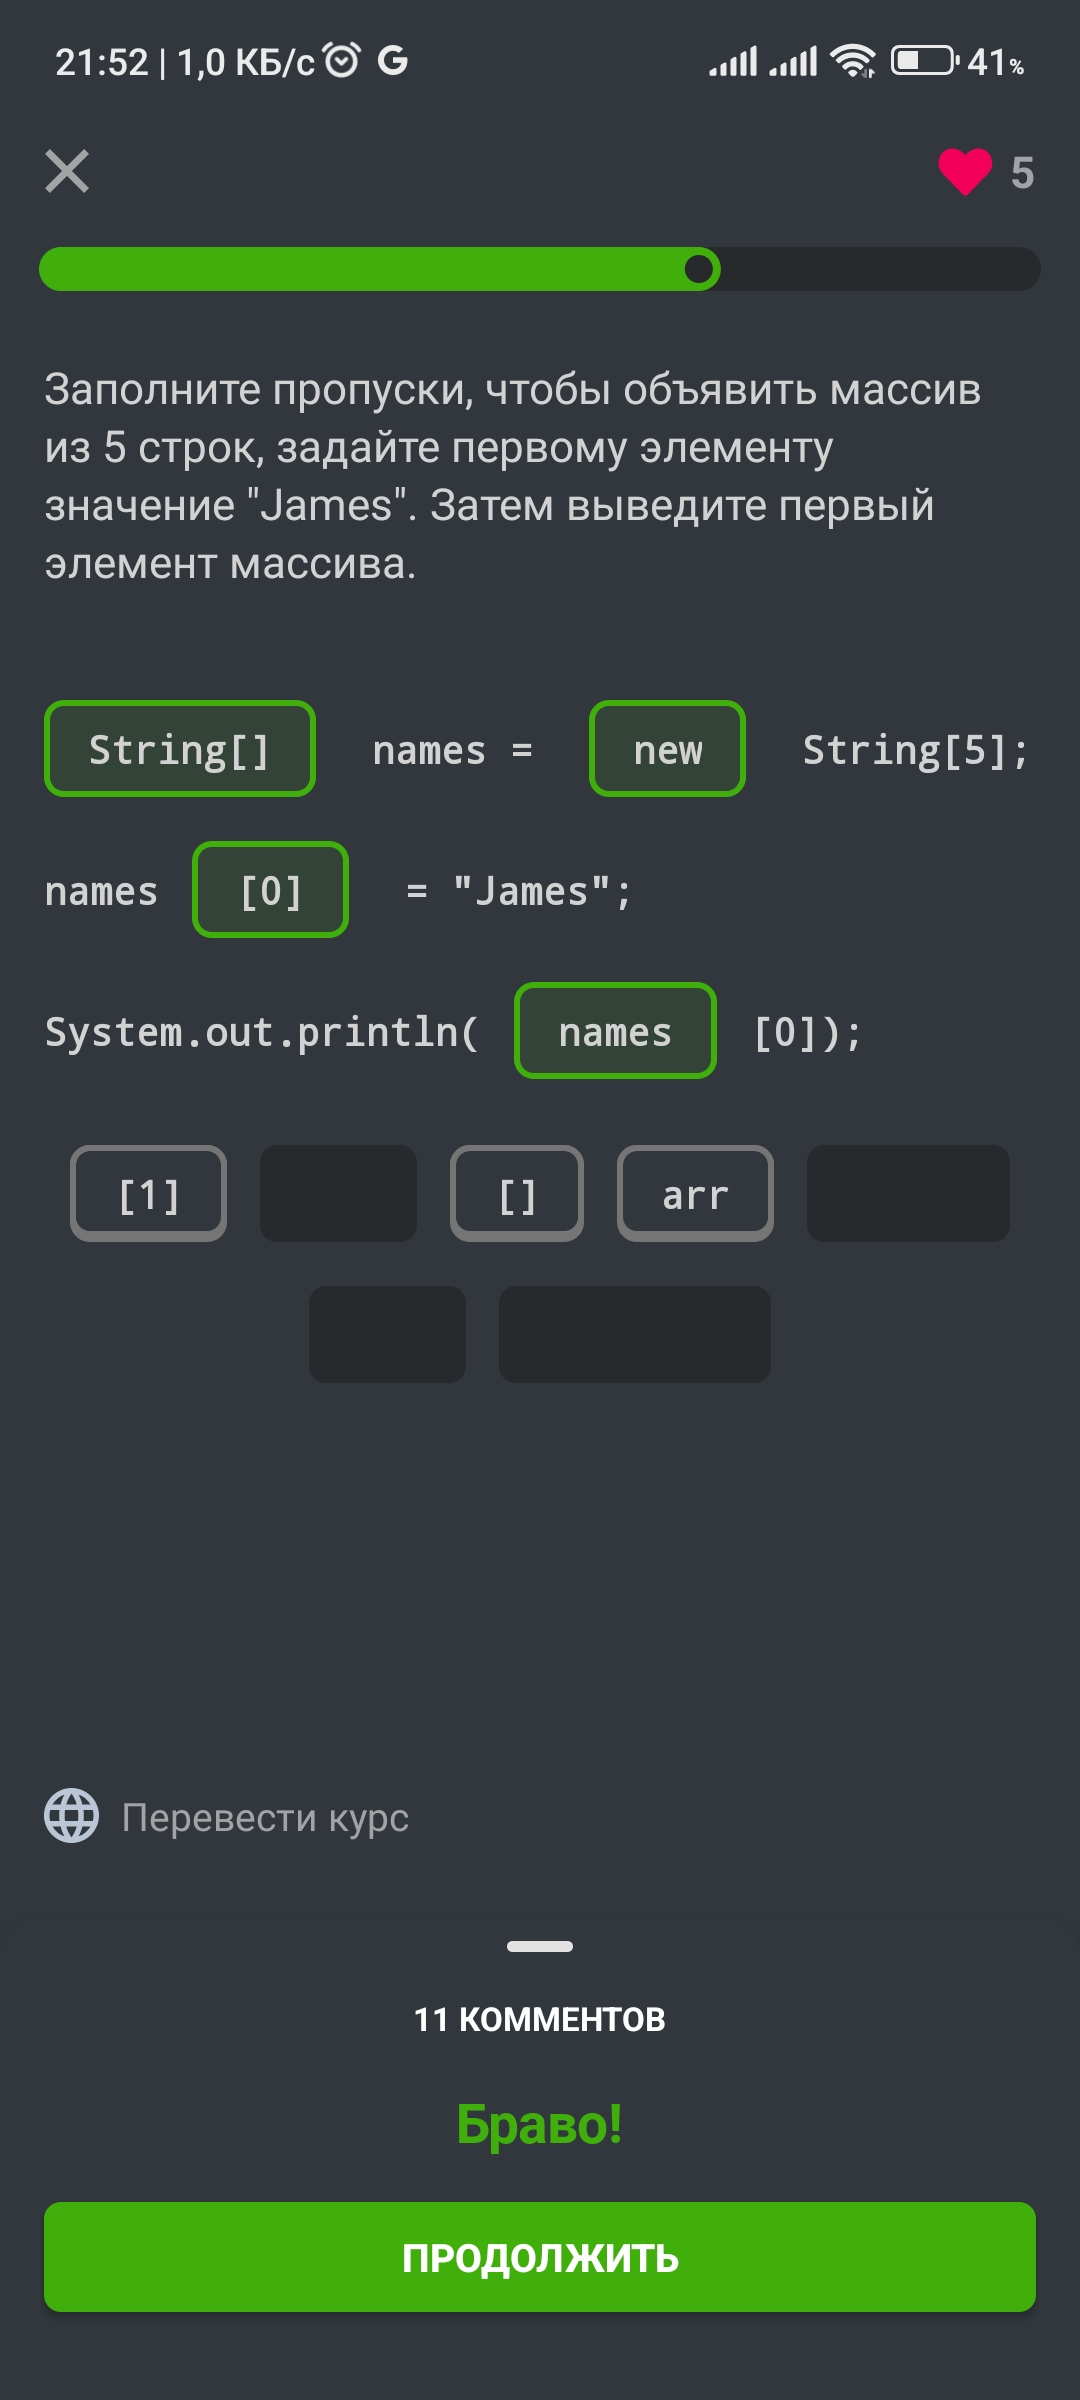 21:52 | 1,0 КБ/с G 41%
5
Заполните пропуски, чтобы объявить массив
из 5 строк, задайте первому элементу
значение "James". Затем выведите первый
элемент массива.
String[] names = new String[5];
names [0] = "James";
System.out.println( names [0]);
[1] [] arr
Перевести курс
11 КОММЕНТОВ
Браво!
ПРОДОЛЖИТЬ